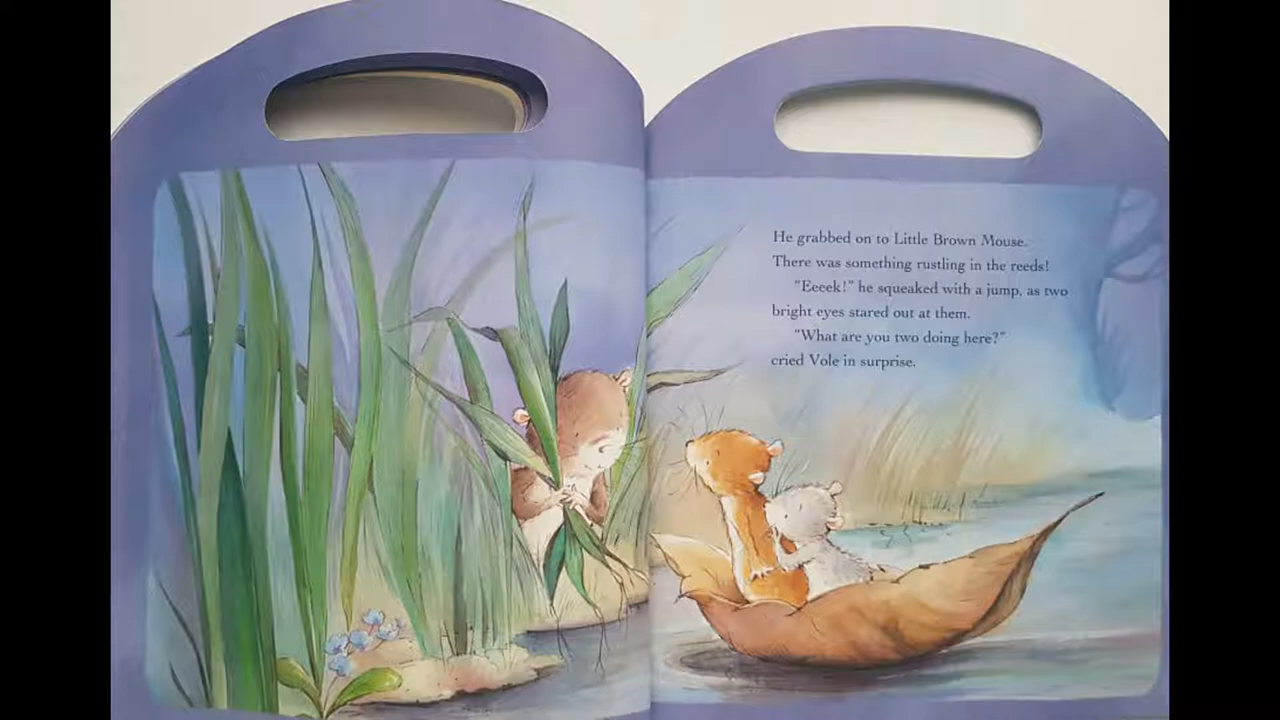 He grabbed on to Little Brown Mouse.
There was something rustling in the reeds!
"Eeeek!" he squeaked with a jump, as two
bright eyes stared out at them.
"What are you two doing here?"
cried Vole in surprise.